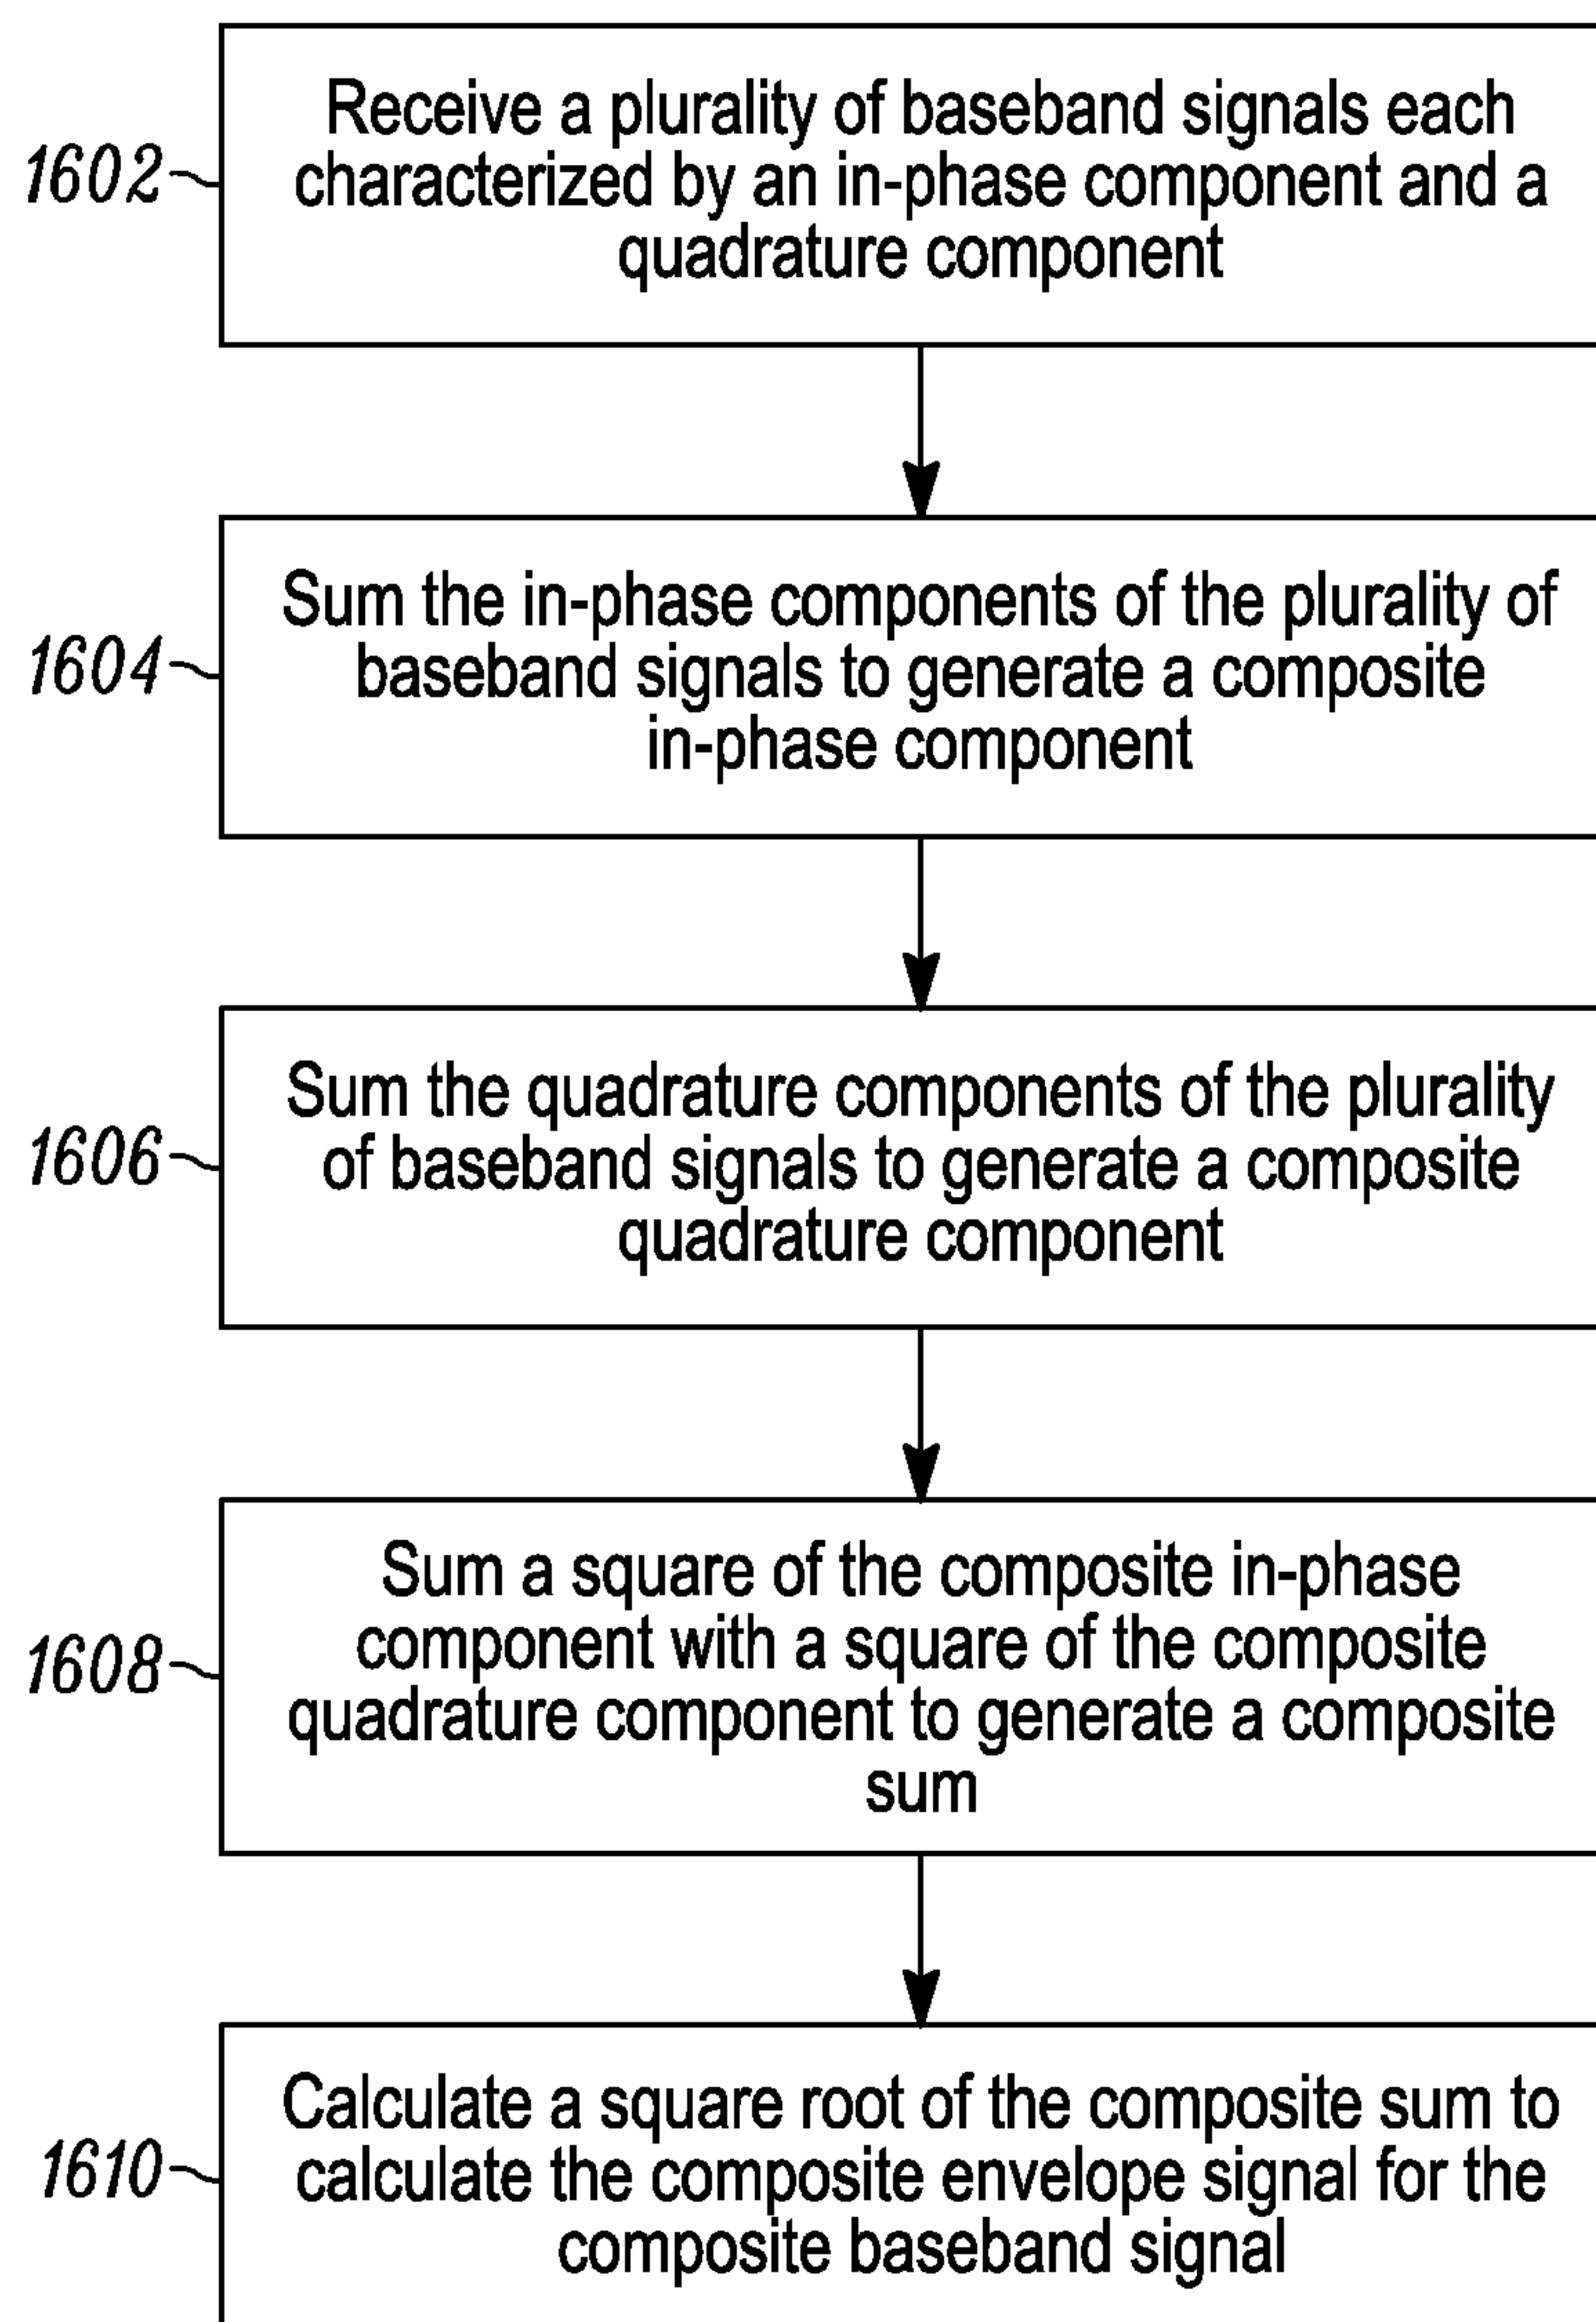 Receive a plurality of baseband signals each
1602
characterized by an in-phase component and a
quadrature component
Sum the in-phase components of the plurality of
1604
baseband signals to generate a composite
in-phase component
Sum the quadrature components of the plurality
1606
of baseband signals to generate a composite
quadrature component
Sum a square of the composite in-phase
component with a square of the composite
1608
quadrature component to generate a composite
sum
Calculate a square root of the composite sum to
1610
calculate the composite envelope signal for the
composite baseband signal